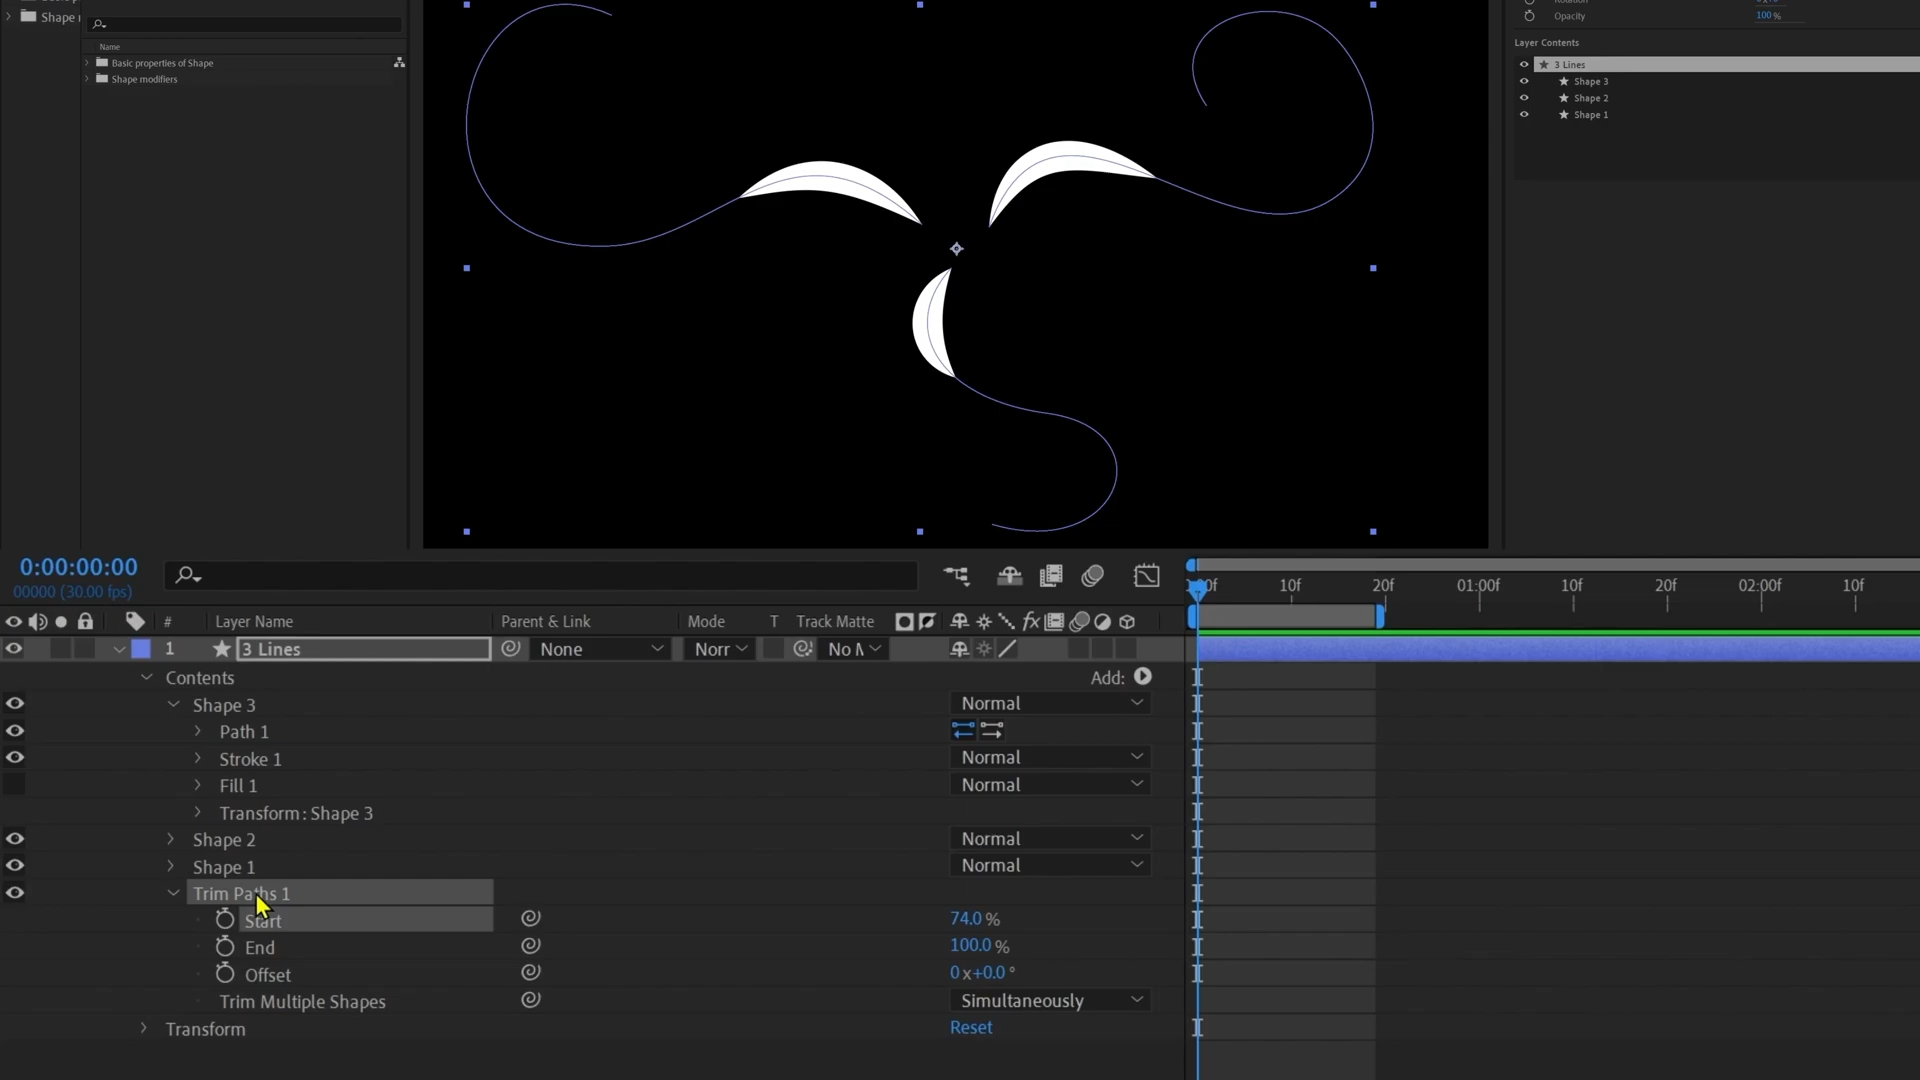 Shape
Name
Basic properties of Shape
Shape modifiers
Rotation
Opacity
100 %
Layer Contents
3 Lines
Shape 3
Shape 2
Shape 1
0:00:00:00
00000 (30.00 fps)
:00f 10f 20f 01:00f 10f 20f 02:00f 10f
# Layer Name Parent & Link Mode T Track Matte fx
1 3 Lines None Norr No M
Contents Add:
Shape 3 Normal
Path 1
Stroke 1 Normal
Fill 1 Normal
Transform : Shape 3
Shape 2 Normal
Shape 1 Normal
Trim Paths 1
Start 74.0 %
End 100.0 %
Offset 0 x +0.0 °
Trim Multiple Shapes Simultaneously
Transform Reset